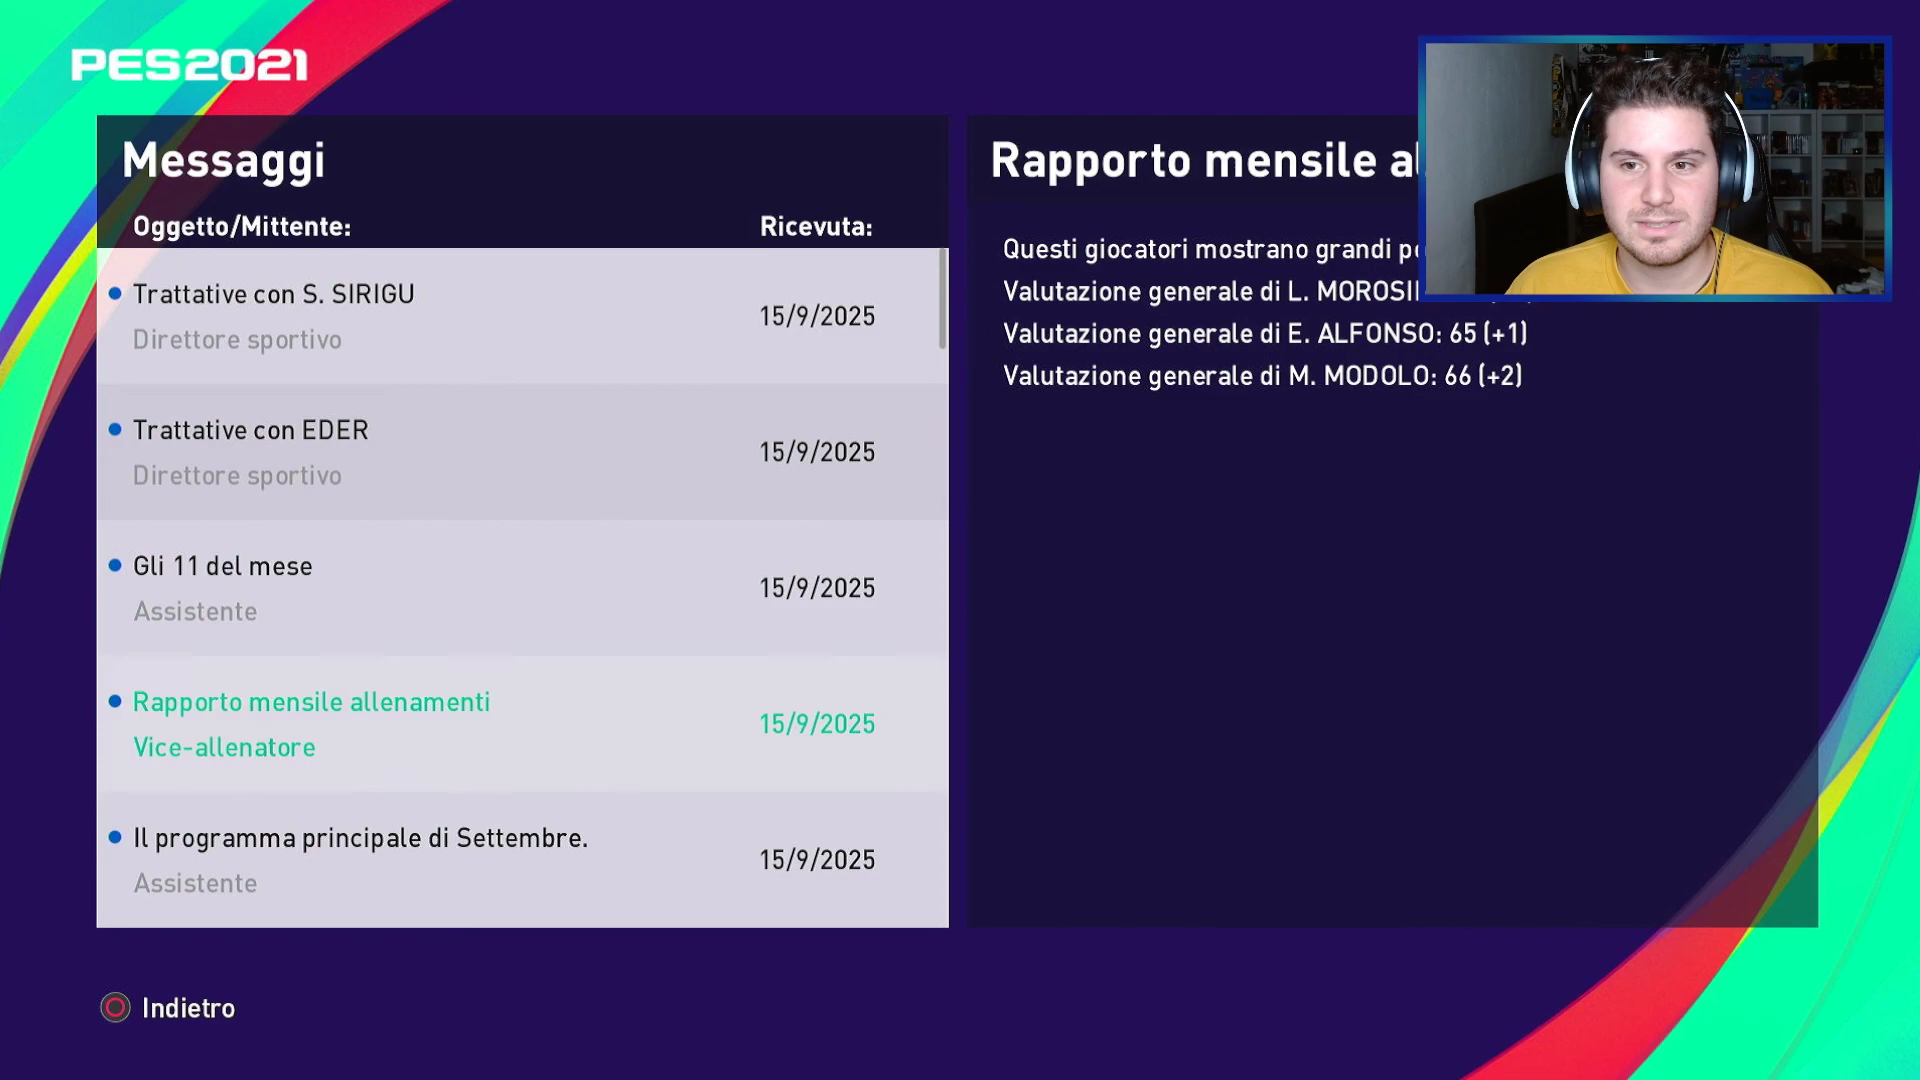 PES2021
Messaggi
Oggetto/Mittente:
Ricevuta:
Trattative con S. SIRIGU
Direttore sportivo
15/9/2025
Trattative con EDER
Direttore sportivo
15/9/2025
Gli 11 del mese
Assistente
15/9/2025
Rapporto mensile allenamenti
Vice-allenatore
15/9/2025
Il programma principale di Settembre.
Assistente
15/9/2025
Rapporto mensile
Questi giocatori mostrano grandi
Valutazione generale di L.
Valutazione generale di E. ALFONSO: 65 (+1)
Valutazione generale di M. MODOLO: 66 (+2)
Indietro